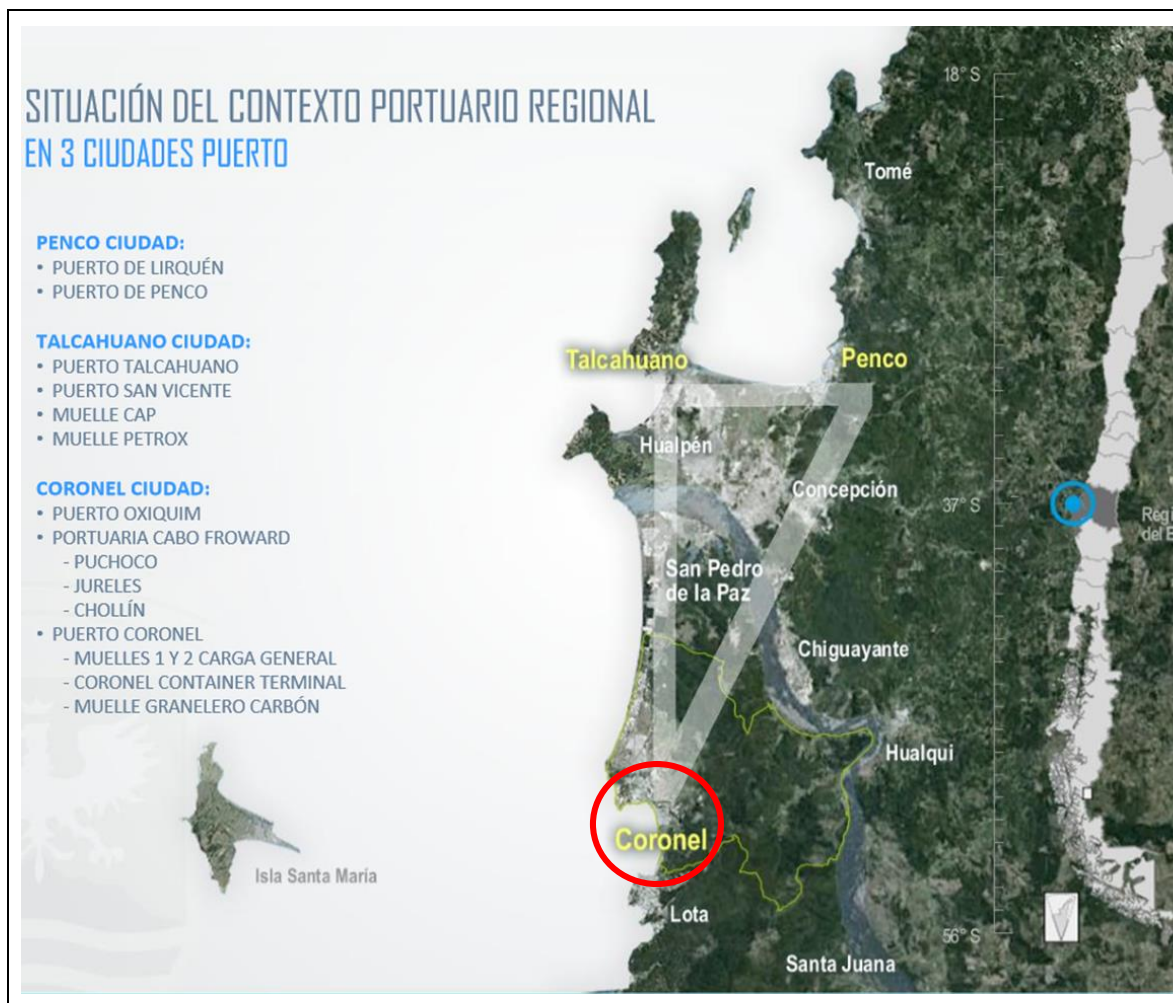 SITUACIÓN DEL CONTEXTO PORTUARIO REGIONAL
EN 3 CIUDADES PUERTO
PENCO CIUDAD:
• PUERTO DE LIRQUÉN
• PUERTO DE PENCO
TALCAHUANO CIUDAD:
• PUERTO TALCAHUANO
• PUERTO SAN VICENTE
• MUELLE CAP
• MUELLE PETROX
CORONEL CIUDAD:
• PUERTO OXIQUIM
• PORTUARIA CABO FROWARD
- PUCHOCO
- JURELES
- CHOLLÍN
• PUERTO CORONEL
- MUELLES 1 Y 2 CARGA GENERAL
- CORONEL CONTAINER TERMINAL
- MUELLE GRANELERO CARBÓN
Isla Santa María
Tomé
Talcahuano
Penco
Hualpén
Concepción
San Pedro
de la Paz
Chiguayante
Hualqui
Coronel
Lota
Santa Juana
18° S
37° S
56° S
del